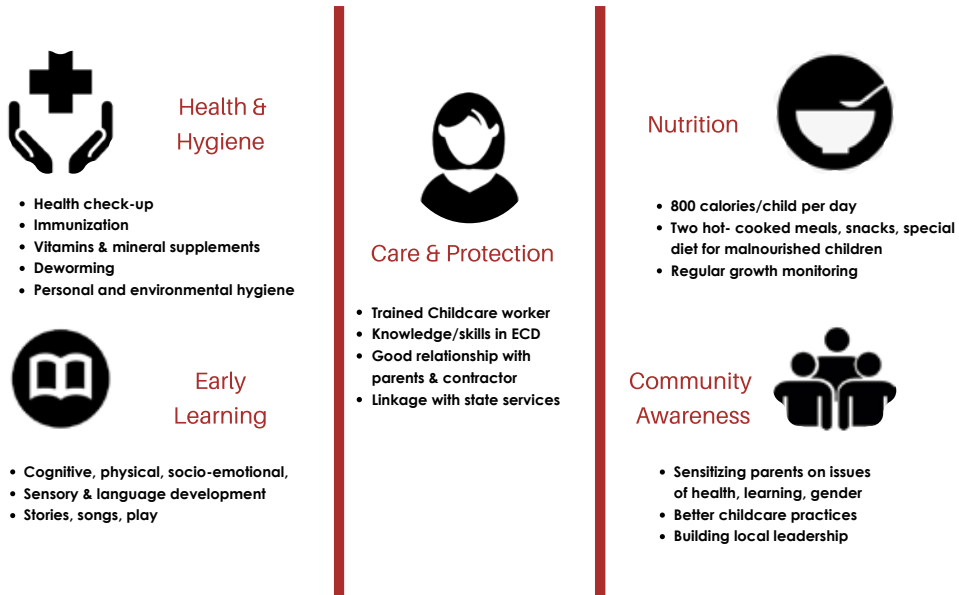 Health &
Hygiene
• Health check-up
• Immunization
• Vitamins & mineral supplements
• Deworming
• Personal and environmental hygiene
Early
Learning
• Cognitive, physical, socio-emotional,
• Sensory & language development
• Stories, songs, play
Care & Protection
• Trained Childcare worker
• Knowledge/skills in ECD
• Good relationship with
parents & contractor
• Linkage with state services
Nutrition
• 800 calories/child per day
• Two hot- cooked meals, snacks, special
diet for malnourished children
• Regular growth monitoring
Community
Awareness
• Sensitizing parents on issues
of health, learning, gender
• Better childcare practices
• Building local leadership